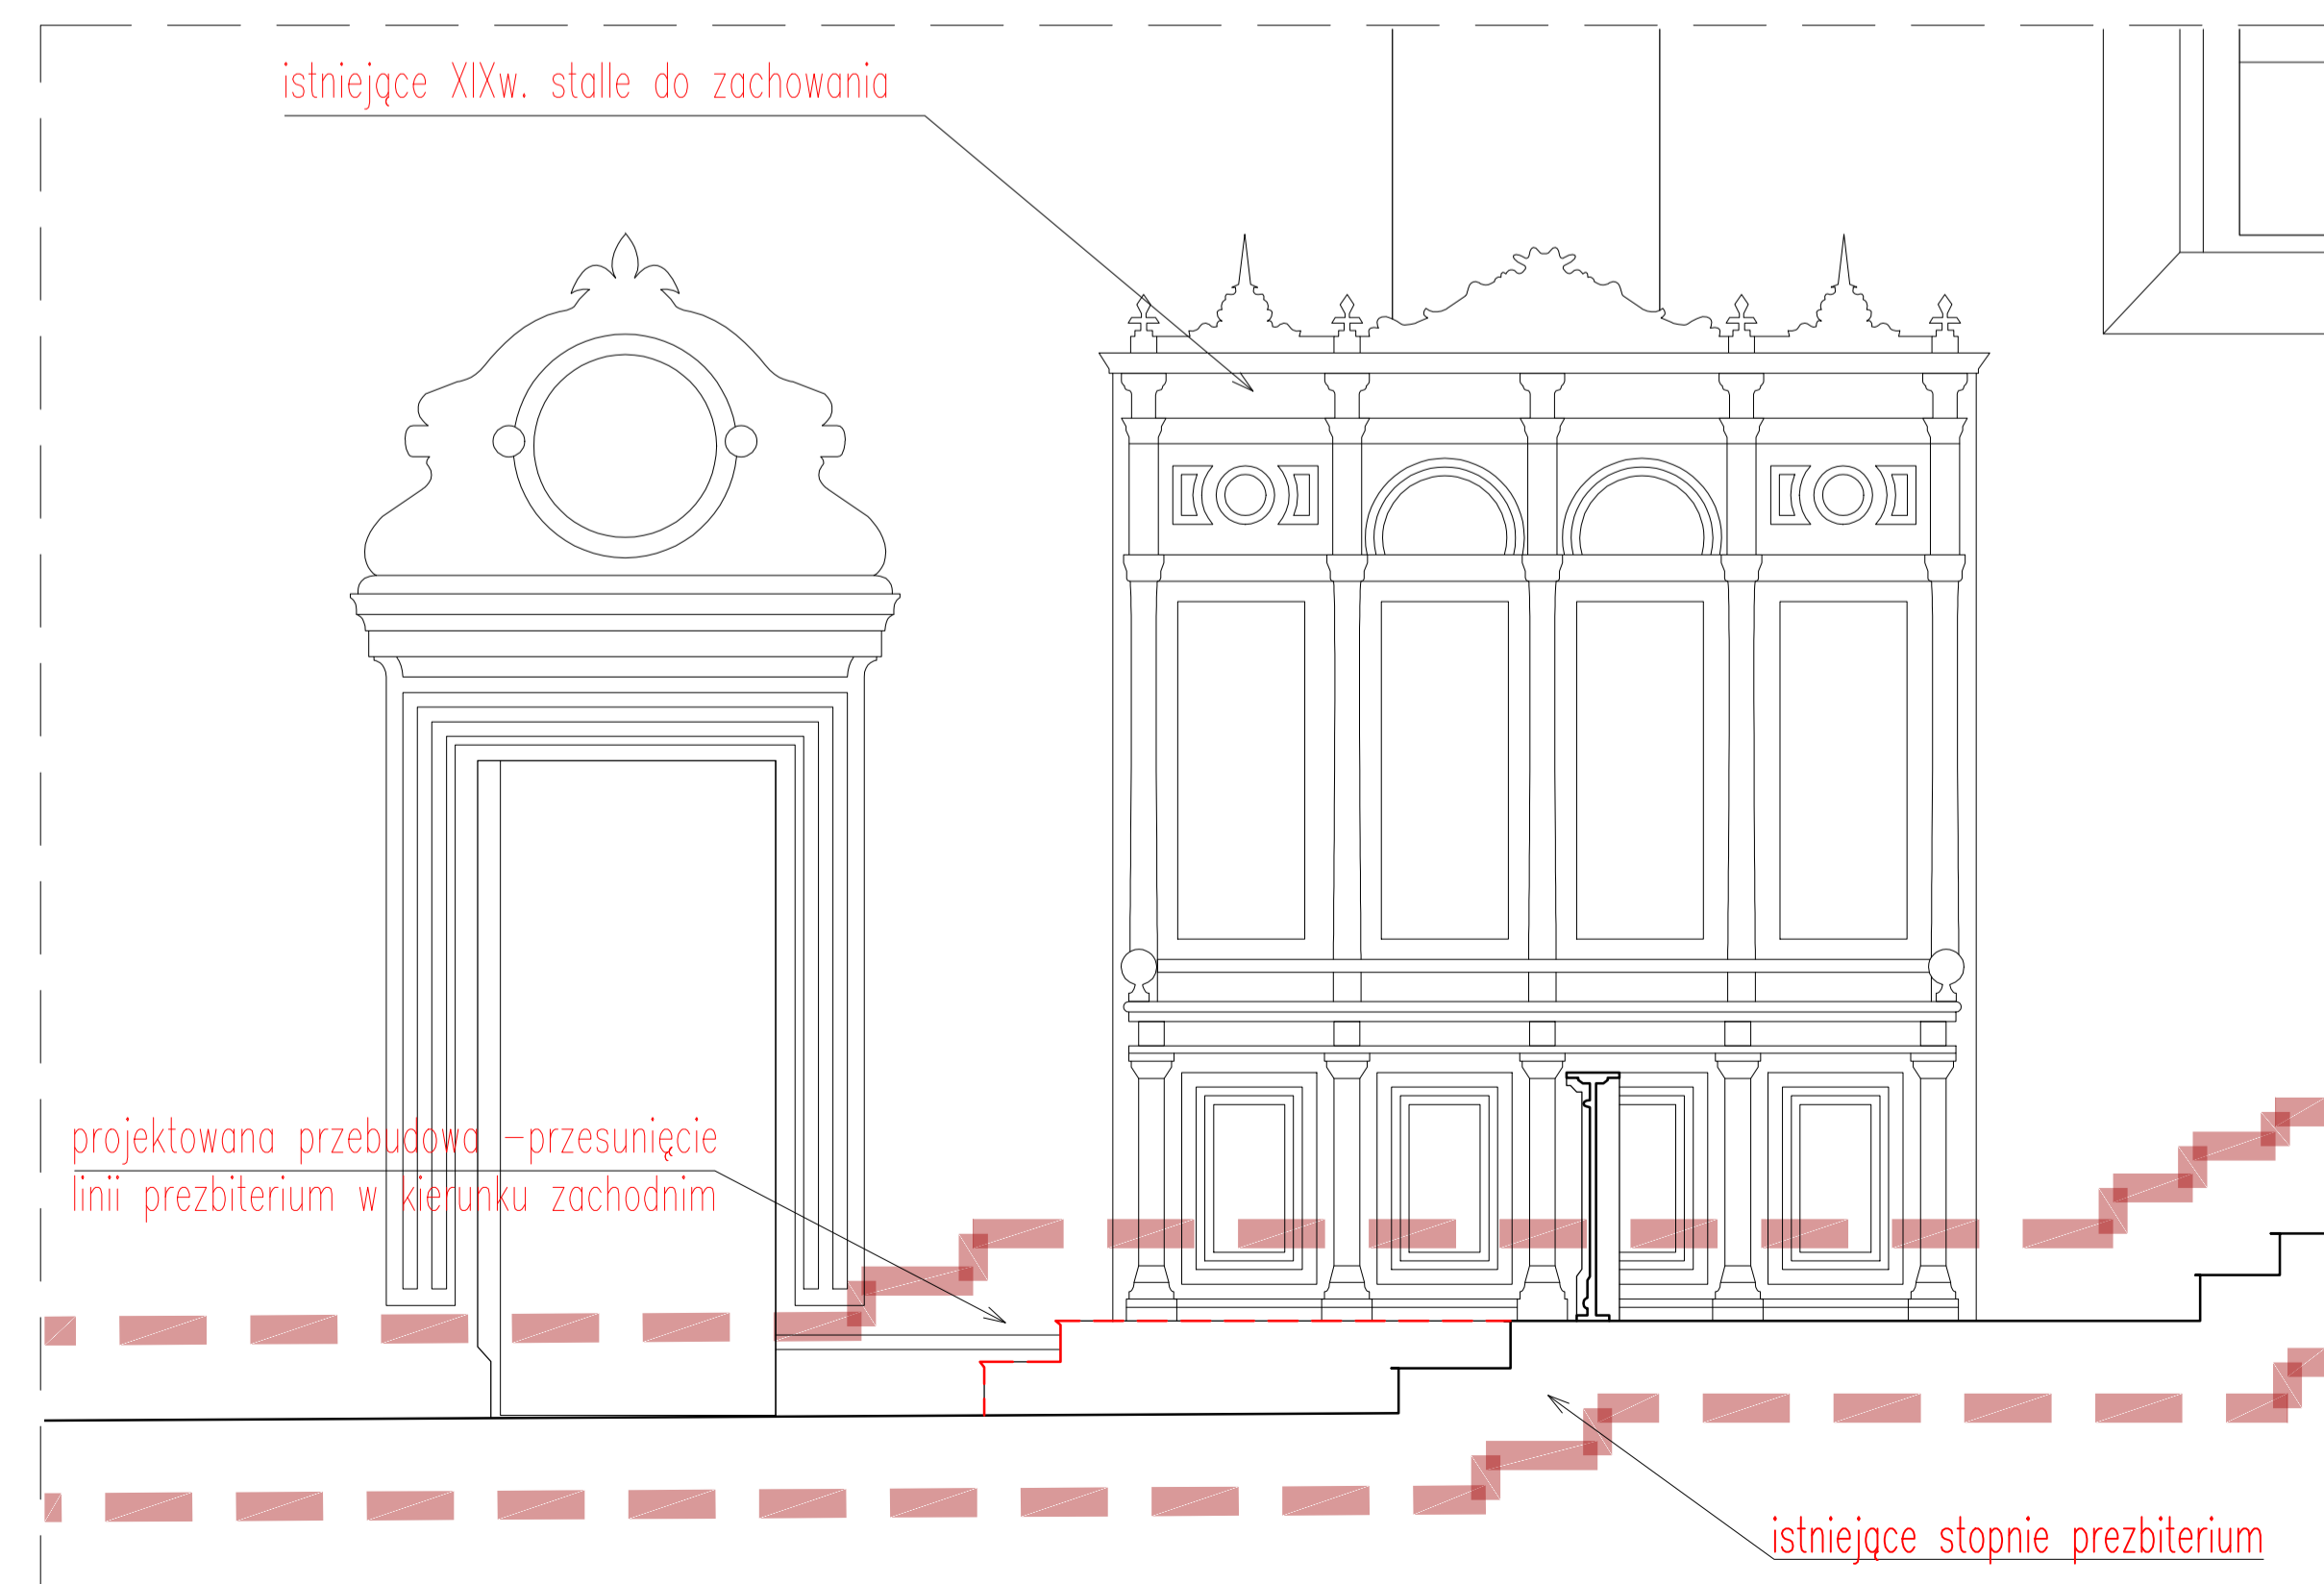 istniejące XIXw. stalle do zachowania
projektowana przebudowa -przesunięcie
linii prezbiterium w kierunku zachodnim
istniejące stopnie prezbiterium